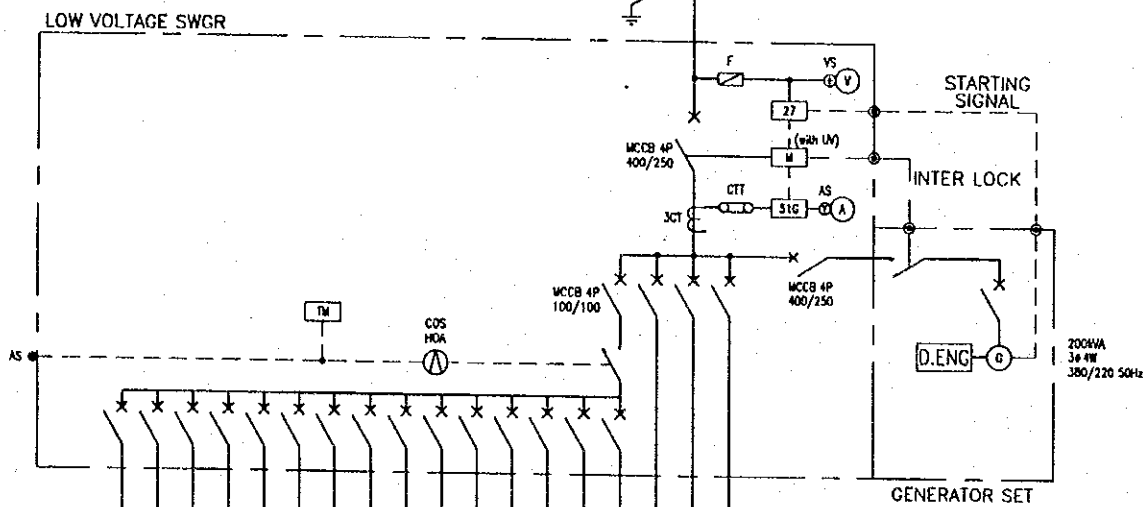 LOW VOLTAGE SWGR
F
VS
V
STARTING
SIGNAL
27
(with UV)
MCCB 4P
400/250
M
INTER LOCK
CTT
AS
3CT
51G
A
MCCB 4P
100/100
MCCB 4P
400/250
TM
COS
HOA
AS
D.ENG
G
200kVA
3φ4W
380/220 50Hz
GENERATOR SET